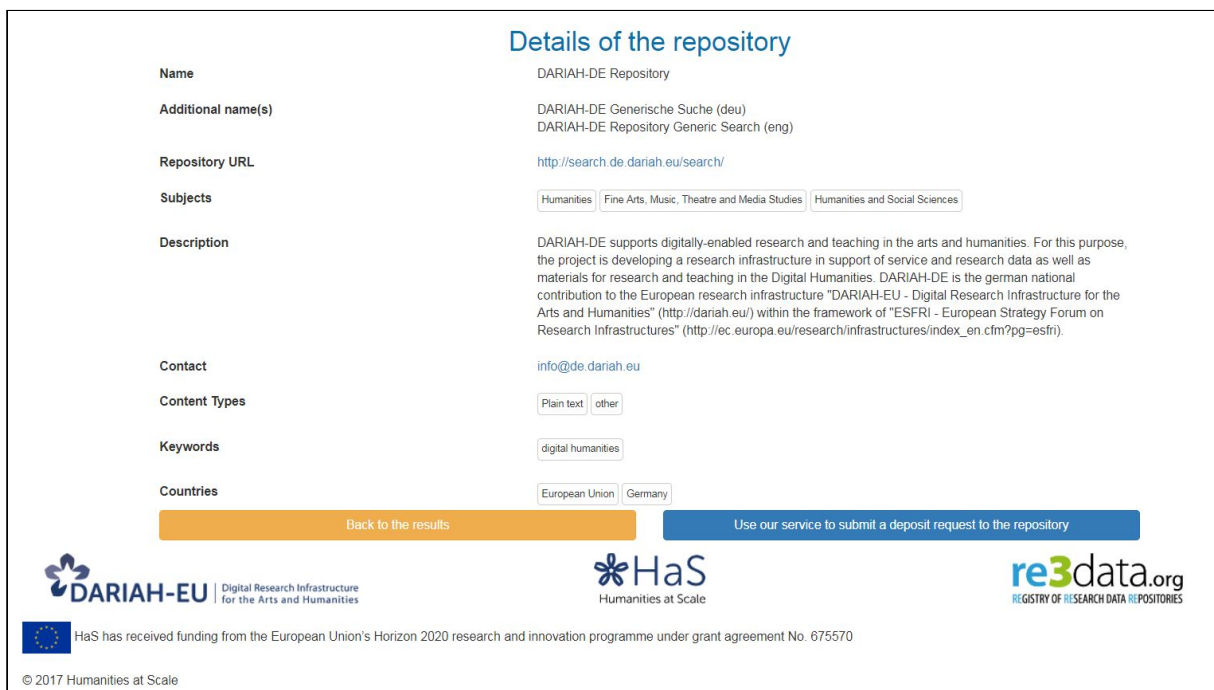 Details of the repository
Name DARIAH-DE Repository
Additional name(s) DARIAH-DE Generische Suche (deu)
DARIAH-DE Repository Generic Search (eng)
Repository URL http://search.de.dariah.eu/search/
Subjects Humanities Fine Arts, Music, Theatre and Media Studies Humanities and Social Sciences
Description DARIAH-DE supports digitally-enabled research and teaching in the arts and humanities. For this purpose,
the project is developing a research infrastructure in support of service and research data as well as
materials for research and teaching in the Digital Humanities. DARIAH-DE is the german national
contribution to the European research infrastructure "DARIAH-EU - Digital Research Infrastructure for the
Arts and Humanities" (http://dariah.eu/) within the framework of "ESFRI - European Strategy Forum on
Research Infrastructures" (http://ec.europa.eu/research/infrastructures/index_en.cfm?pg=esfri).
Contact info@de.dariah.eu
Content Types Plain text other
Keywords digital humanities
Countries European Union Germany
Back to the results Use our service to submit a deposit request to the repository
DARIAH-EU Digital Research Infrastructure
for the Arts and Humanities
HaS
Humanities at Scale
re3data.org
REGISTRY OF RESEARCH DATA REPOSITORIES
HaS has received funding from the European Union's Horizon 2020 research and innovation programme under grant agreement No. 675570
© 2017 Humanities at Scale